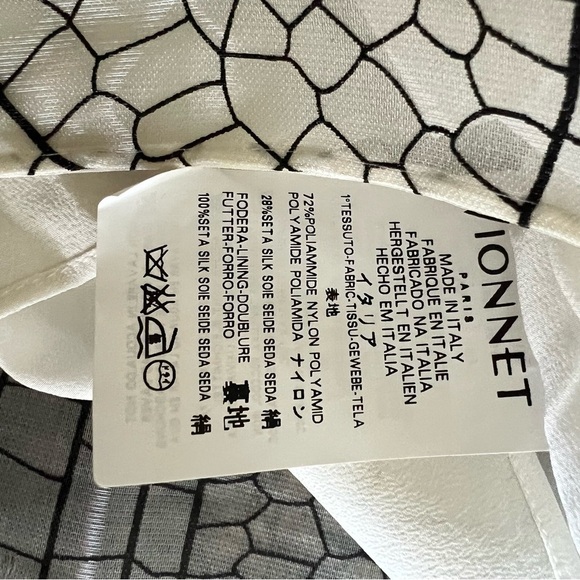 VIONNET
PARIS
MADE IN ITALY
FABRIQUE EN ITALIE
FABRICADO NA ITALIA
HERGESTELLT EN ITALIEN
HECHO EM ITALIA
イタリア
表地
1°TESSUTO-FABRIC-TISSU-GEWEBE-TELA
72%POLIAMMIDE NYLON POLYAMID
POLYAMIDE POLIAMIDA ナイロン
28%SETA SILK SOIE SEIDE SEDA SEDA 絹
FODERA-LINING-DOUBLURE
FUTTER-FORRO-FORRO 裏地
100%SETA SILK SOIE SEIDE SEDA SEDA 絹